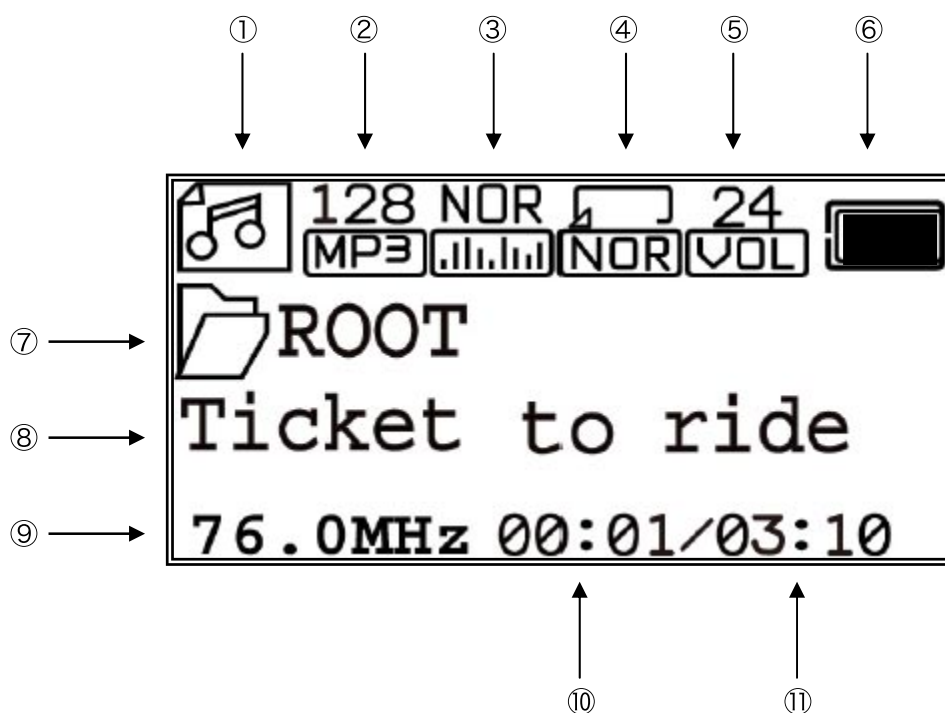 ① ② ③ ④ ⑤ ⑥
128 NOR 24
MP3 NOR VOL
⑦ ROOT
⑧ Ticket to ride
⑨ 76.0MHz 00:01/03:10
⑩ ⑪